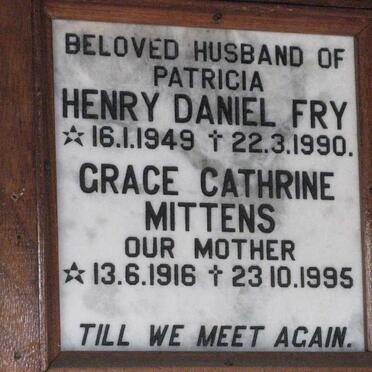 BELOVED HUSBAND OF
PATRICIA
HENRY DANIEL FRY
☆ 16.1.1949 † 22.3.1990.
GRACE CATHRINE
MITTENS
OUR MOTHER
☆ 13.6.1916 † 23 10.1995
TILL WE MEET AGAIN.